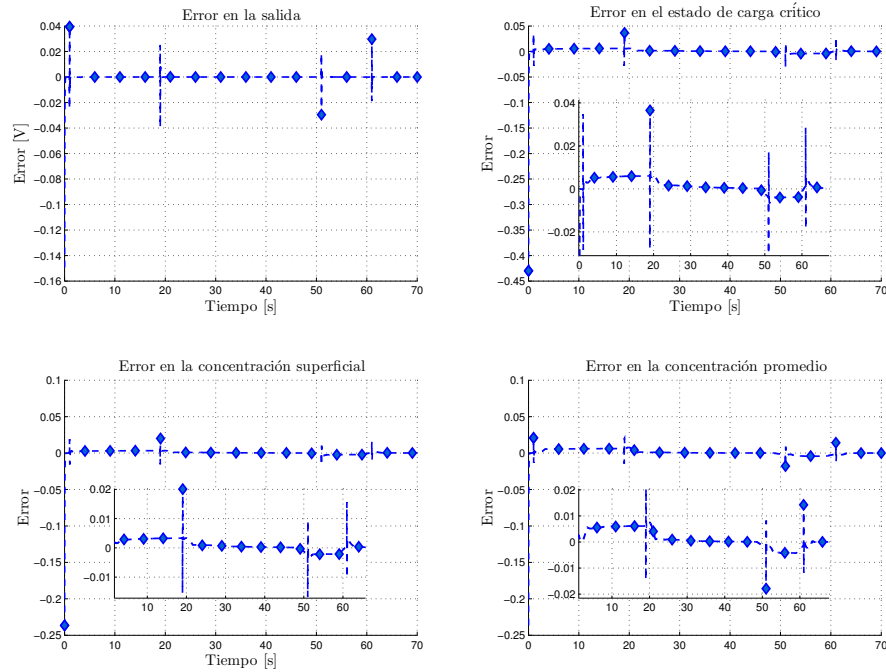 Error en la salida
0.04
0.02
0
−0.02
−0.04
−0.06
−0.08
−0.1
−0.12
−0.14
−0.16
Error [V]
0 10 20 30 40 50 60 70
Tiempo [s]
Error en el estado de carga crítico
0.05
0
−0.05
−0.1
−0.15
−0.2
−0.25
−0.3
−0.35
−0.4
−0.45
Error
0.04
0.02
0
−0.02
0 10 20 30 40 50 60
0 10 20 30 40 50 60 70
Tiempo [s]
Error en la concentración superficial
0.1
0.05
0
−0.05
−0.1
−0.15
−0.2
−0.25
Error
0.02
0.01
0
−0.01
10 20 30 40 50 60
0 10 20 30 40 50 60 70
Tiempo [s]
Error en la concentración promedio
0.1
0.05
0
−0.05
−0.1
−0.15
−0.2
−0.25
Error
0.02
0.01
0
−0.01
−0.02
0 10 20 30 40 50 60
0 10 20 30 40 50 60 70
Tiempo [s]